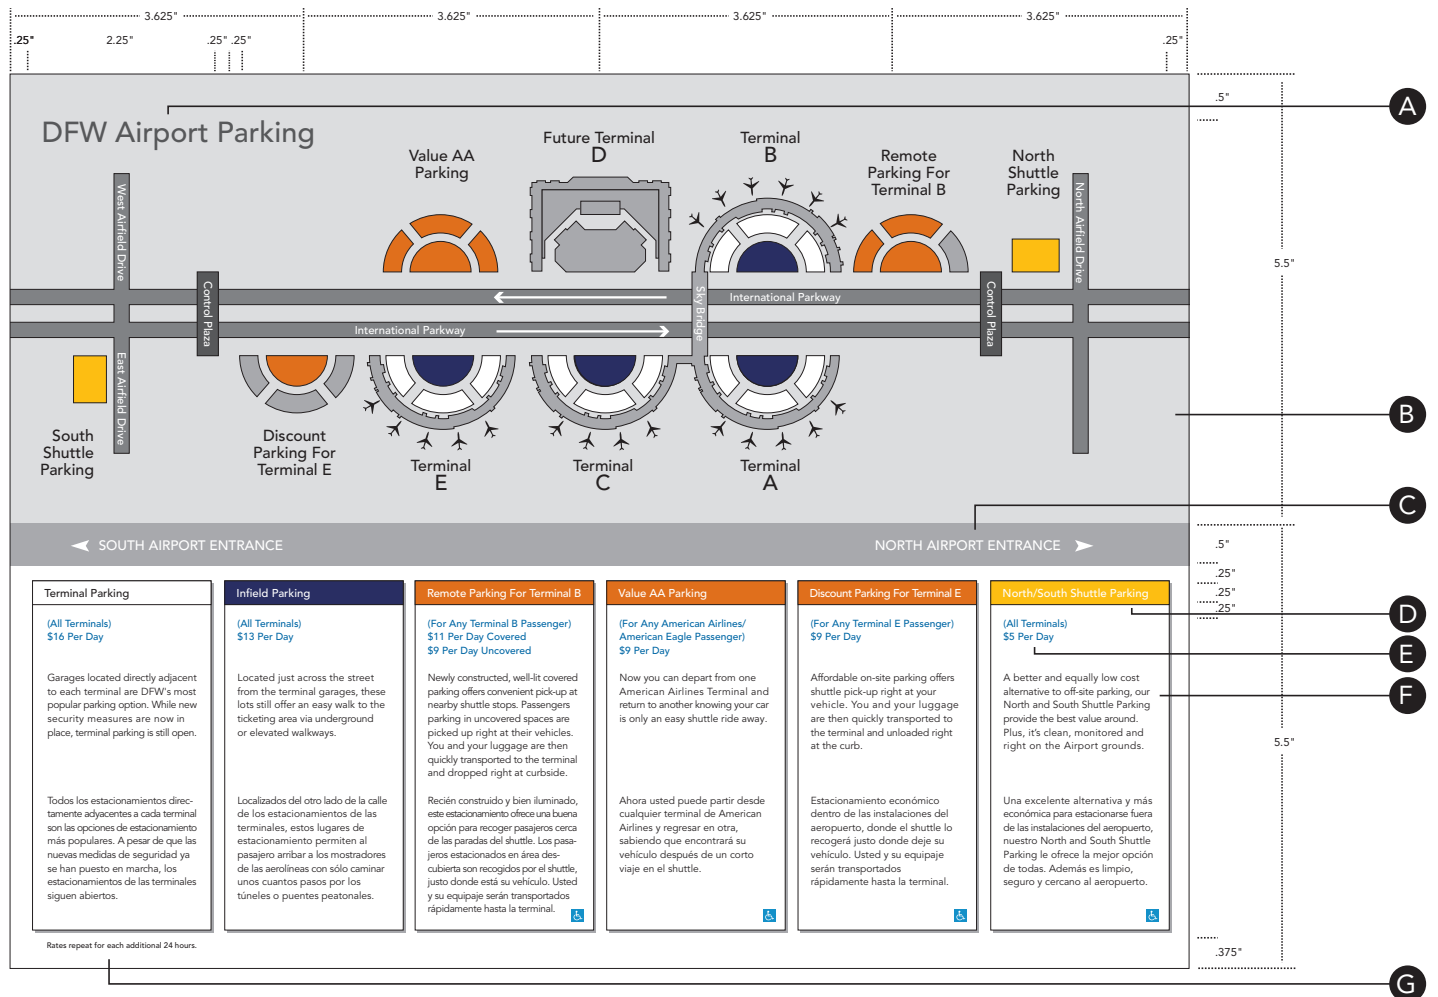 3.625"
3.625"
3.625"
3.625"
.25"
2.25"
.25"
.25"
.25"
.5"
A
DFW Airport Parking
Value AA
Parking
Future Terminal
D
Terminal
B
Remote
Parking For
Terminal B
North
Shuttle
Parking
West Airfield Drive
North Airfield Drive
5.5"
Control Plaza
Sky Bridge
International Parkway
Control Plaza
International Parkway
East Airfield Drive
B
South
Shuttle
Parking
Discount
Parking For
Terminal E
Terminal
E
Terminal
C
Terminal
A
C
SOUTH AIRPORT ENTRANCE
NORTH AIRPORT ENTRANCE
.5"
.25"
.25"
.25"
D
E
F
5.5"
Terminal Parking
(All Terminals)
$16 Per Day
Garages located directly adjacent
to each terminal are DFW's most
popular parking option. While new
security measures are now in
place, terminal parking is still open.
Todos los estacionamientos direc-
tamente adyacentes a cada terminal
son las opciones de estacionamiento
más populares. A pesar de que las
nuevas medidas de seguridad ya
se han puesto en marcha, los
estacionamientos de las terminales
siguen abiertos.
Infield Parking
(All Terminals)
$13 Per Day
Located just across the street
from the terminal garages, these
lots still offer an easy walk to the
ticketing area via underground
or elevated walkways.
Localizados del otro lado de la calle
de los estacionamientos de las
terminales, estos lugares de
estacionamiento permiten al
pasajero arribar a los mostradores
de las aerolíneas con sólo caminar
unos cuantos pasos por los
túneles o puentes peatonales.
Remote Parking For Terminal B
(For Any Terminal B Passenger)
$11 Per Day Covered
$9 Per Day Uncovered
Newly constructed, well-lit covered
parking offers convenient pick-up at
nearby shuttle stops. Passengers
parking in uncovered spaces are
picked up right at their vehicles.
You and your luggage are then
quickly transported to the terminal
and dropped right at curbside.
Recién construido y bien iluminado,
este estacionamiento ofrece una buena
opción para recoger pasajeros cerca
de las paradas del shuttle. Los pasa-
jeros estacionados en área des-
cubierta son recogidos por el shuttle,
justo donde está su vehículo. Usted
y su equipaje serán transportados
rápidamente hasta la terminal.
Value AA Parking
(For Any American Airlines/
American Eagle Passenger)
$9 Per Day
Now you can depart from one
American Airlines Terminal and
return to another knowing your car
is only an easy shuttle ride away.
Ahora usted puede partir desde
cualquier terminal de American
Airlines y regresar en otra,
sabiendo que encontrará su
vehículo después de un corto
viaje en el shuttle.
Discount Parking For Terminal E
(For Any Terminal E Passenger)
$9 Per Day
Affordable on-site parking offers
shuttle pick-up right at your
vehicle. You and your luggage
are then quickly transported to
the terminal and unloaded right
at the curb.
Estacionamiento económico
dentro de las instalaciones del
aeropuerto, donde el shuttle lo
recogerá justo donde deje su
vehículo. Usted y su equipaje
serán transportados
rápidamente hasta la terminal.
North/South Shuttle Parking
(All Terminals)
$5 Per Day
A better and equally low cost
alternative to off-site parking, our
North and South Shuttle Parking
provide the best value around.
Plus, it's clean, monitored and
right on the Airport grounds.
Una excelente alternativa y más
económica para estacionarse fuera
de las instalaciones del aeropuerto,
nuestro North and South Shuttle
Parking le ofrece la mejor opción
de todas. Además es limpio,
seguro y cercano al aeropuerto.
Rates repeat for each additional 24 hours.
.375"
G